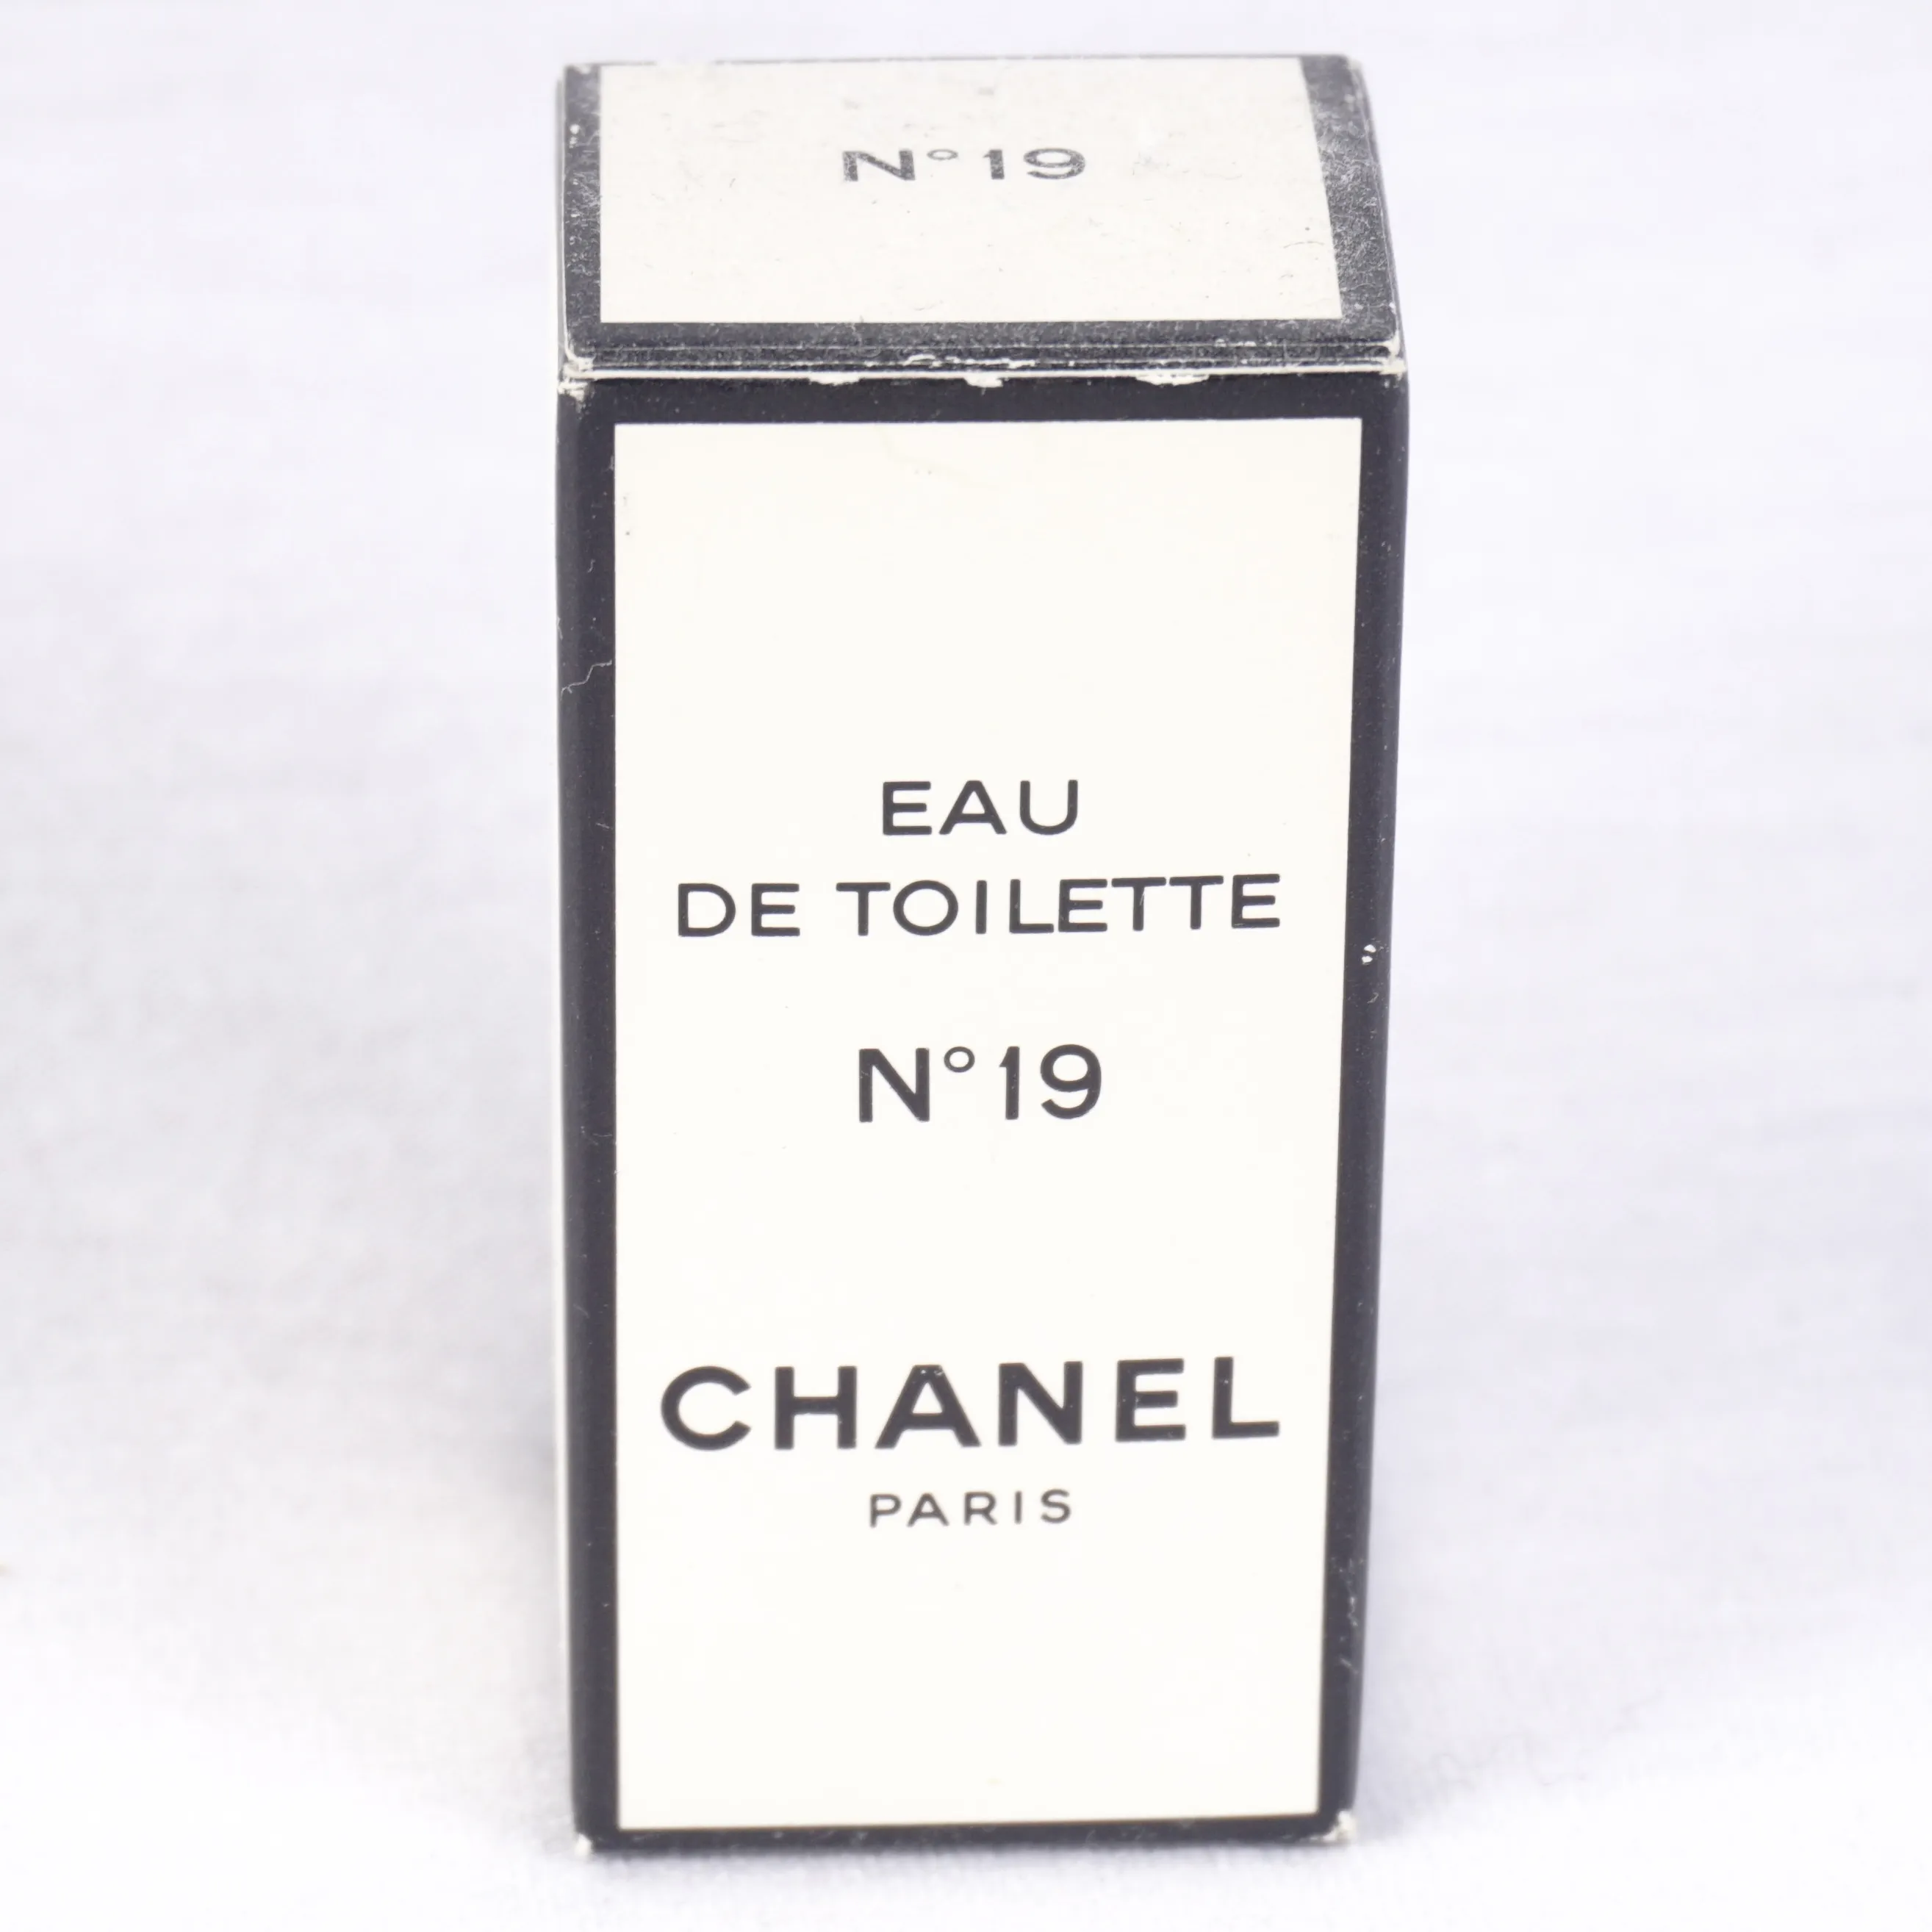 N°19
EAU
DE TOILETTE
N°19
CHANEL
PARIS